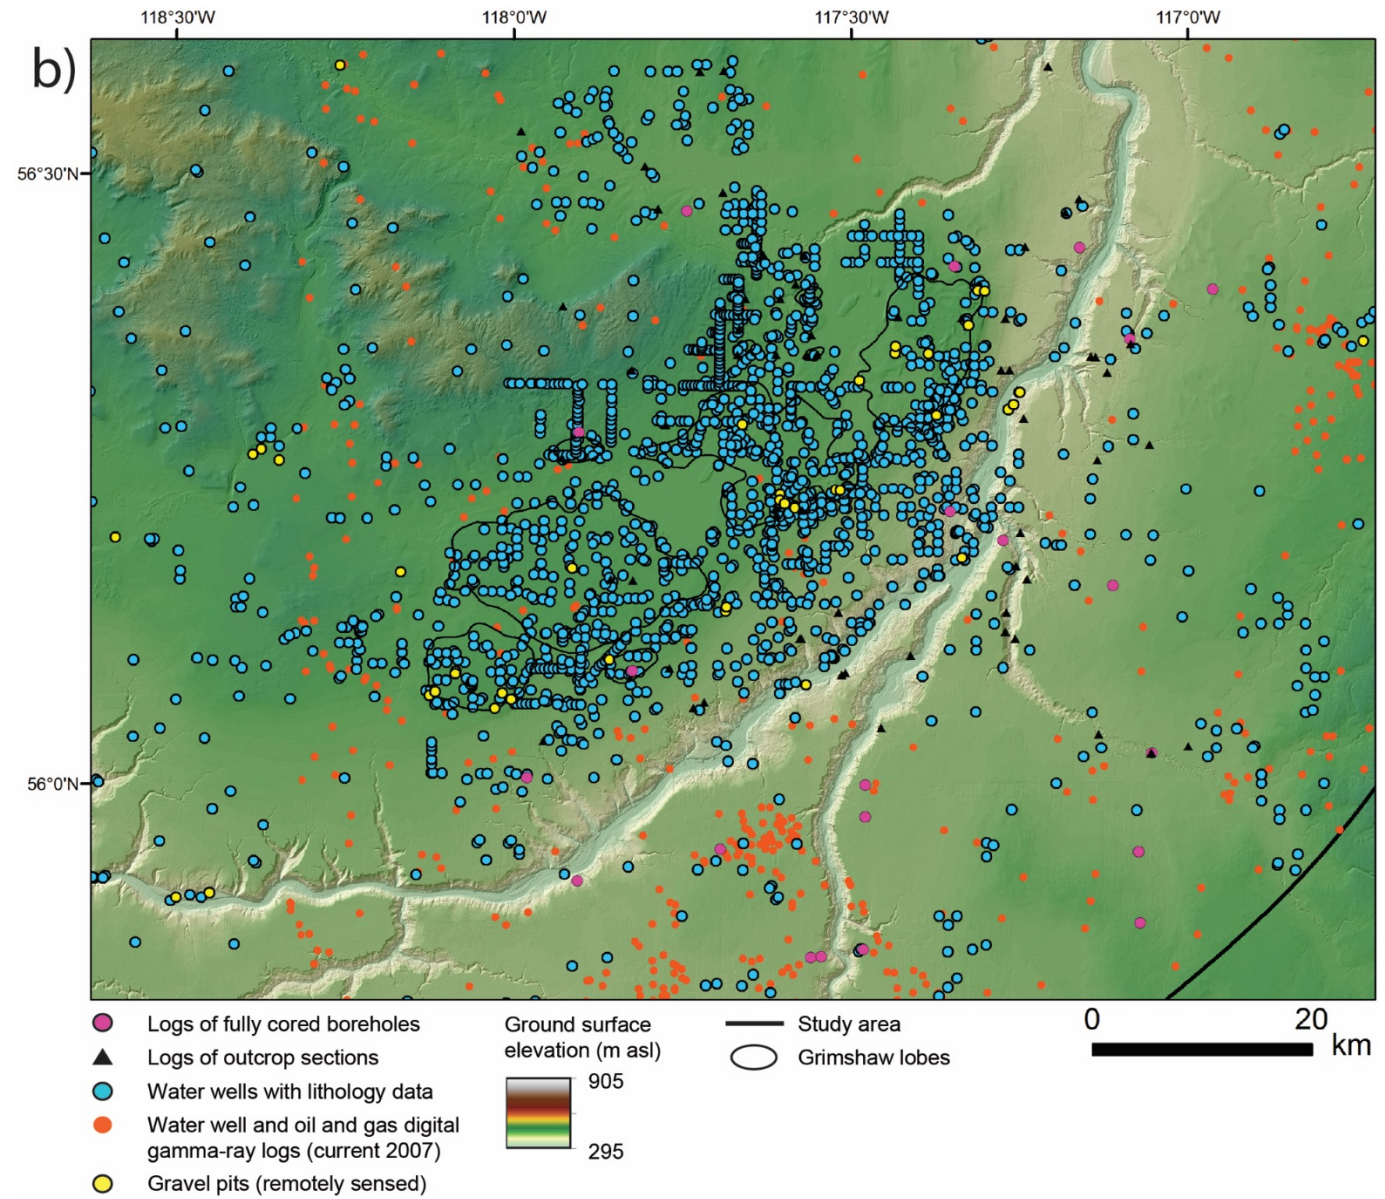 118°30'W
118°0'W
117°30'W
117°0'W
b)
56°30'N
56°0'N
Logs of fully cored boreholes
Logs of outcrop sections
Water wells with lithology data
Water well and oil and gas digital
gamma-ray logs (current 2007)
Gravel pits (remotely sensed)
Ground surface
elevation (m asl)
905
295
Study area
Grimshaw lobes
0
20
km